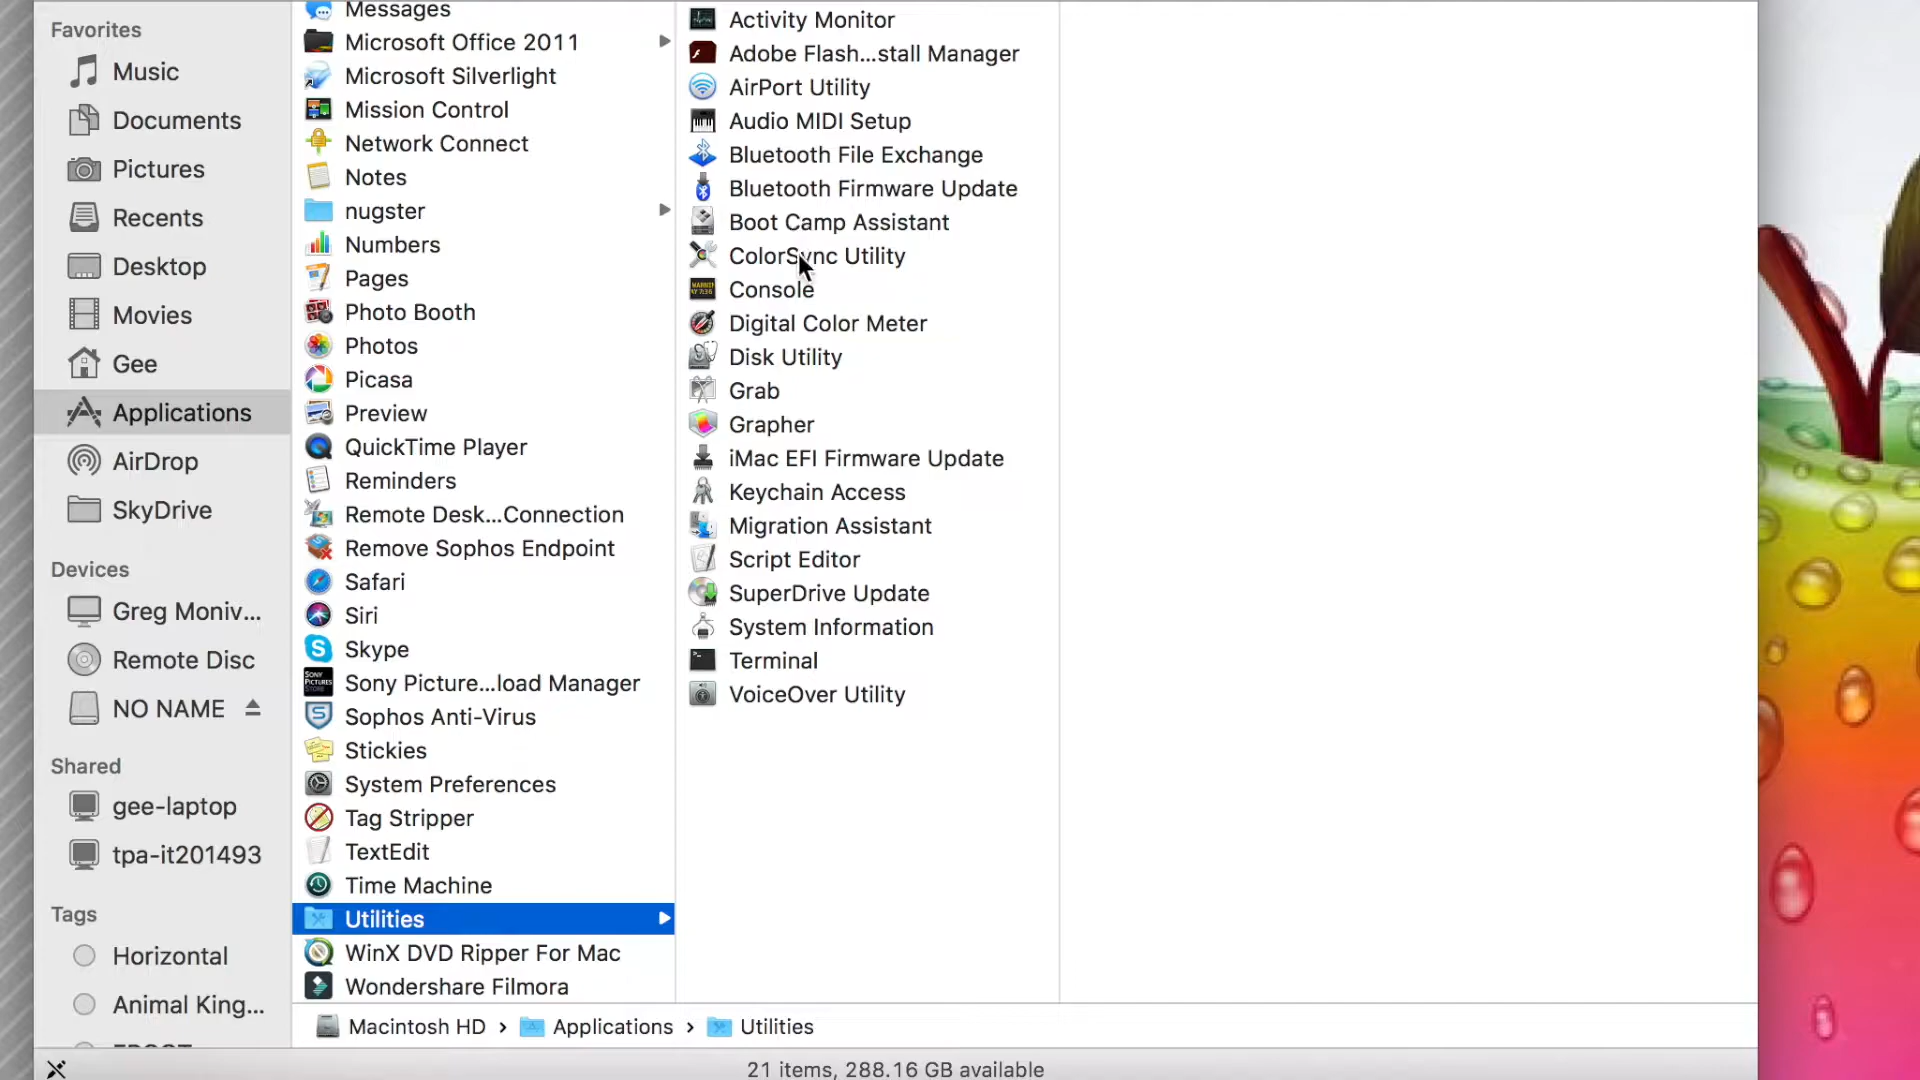 Favorites
Music
Documents
Pictures
Recents
Desktop
Movies
Gee
Applications
AirDrop
SkyDrive
Devices
Greg Moniv...
Remote Disc
NO NAME
Shared
gee-laptop
tpa-it201493
Tags
Horizontal
Animal King...
Messages
Microsoft Office 2011
Microsoft Silverlight
Mission Control
Network Connect
Notes
nugster
Numbers
Pages
Photo Booth
Photos
Picasa
Preview
QuickTime Player
Reminders
Remote Desk...Connection
Remove Sophos Endpoint
Safari
Siri
Skype
Sony Picture...load Manager
Sophos Anti-Virus
Stickies
System Preferences
Tag Stripper
TextEdit
Time Machine
Utilities
WinX DVD Ripper For Mac
Wondershare Filmora
Activity Monitor
Adobe Flash...stall Manager
AirPort Utility
Audio MIDI Setup
Bluetooth File Exchange
Bluetooth Firmware Update
Boot Camp Assistant
ColorSync Utility
Console
Digital Color Meter
Disk Utility
Grab
Grapher
iMac EFI Firmware Update
Keychain Access
Migration Assistant
Script Editor
SuperDrive Update
System Information
Terminal
VoiceOver Utility
Macintosh HD › Applications › Utilities
21 items, 288.16 GB available